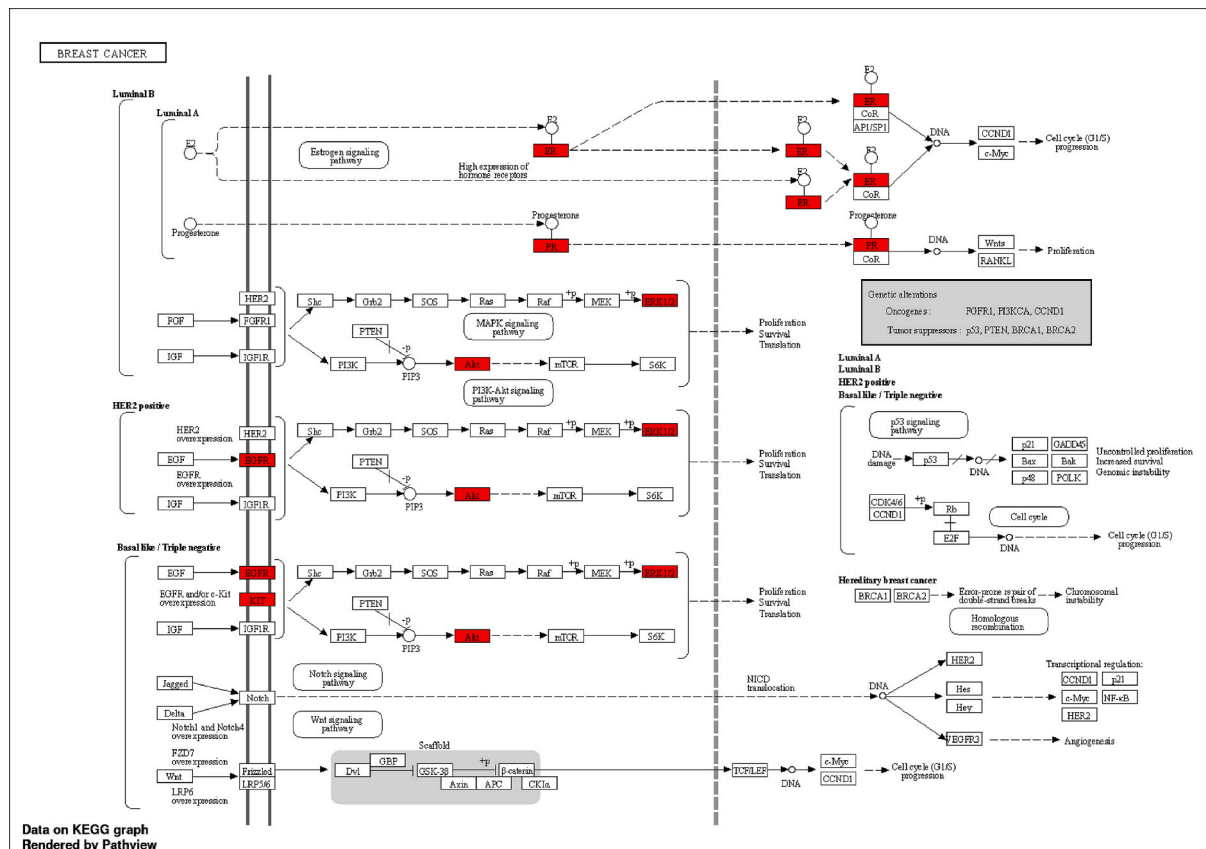 BREAST CANCER
Luminal B
Luminal A
E2
Estrogen signaling
pathway
High expression of
hormone receptors
E2
ER
E2
ER
E2
ER
E2
ER
CoR
AP1/SP1
E2
ER
CoR
DNA
CCND1
c-Myc
Cell cycle (G1/S)
progression
Progesterone
Progesterone
PR
Progesterone
PR
CoR
DNA
Wnts
RANKL
Proliferation
HER2
FGF
FGFR1
IGF
IGF1R
Shc
Grb2
SOS
Ras
Raf
+p
MEK
+p
ERK1/2
MAPK signaling
pathway
PTEN
-p
PI3K
PIP3
Akt
mTOR
S6K
PI3K-Akt signaling
pathway
Proliferation
Survival
Translation
Genetic alterations
Oncogenes : FGFR1, PI3KCA, CCND1
Tumor suppressors : p53, PTEN, BRCA1, BRCA2
HER2 positive
HER2
overexpression
HER2
EGF
EGFR
EGFR
overexpression
IGF
IGF1R
Shc
Grb2
SOS
Ras
Raf
+p
MEK
+p
ERK1/2
PTEN
-p
PI3K
PIP3
Akt
mTOR
S6K
Proliferation
Survival
Translation
Luminal A
Luminal B
HER2 positive
Basal like / Triple negative
p53 signaling
pathway
DNA
damage
p53
DNA
p21
GADD45
Bax
Bak
p48
POLK
Uncontrolled proliferation
Increased survival
Genomic instability
CDK4/6
CCND1
+p
Rb
E2F
Cell cycle
DNA
Cell cycle (G1/S)
progression
Basal like / Triple negative
EGF
EGFR
EGFR and/or c-Kit
overexpression
KIT
IGF
IGF1R
Shc
Grb2
SOS
Ras
Raf
+p
MEK
+p
ERK1/2
PTEN
-p
PI3K
PIP3
Akt
mTOR
S6K
Proliferation
Survival
Translation
Hereditary breast cancer
BRCA1
BRCA2
Error-prone repair of
double-strand breaks
Chromosomal
instability
Homologous
recombination
Jagged
Delta
Notch
Notch signaling
pathway
Notch1 and Notch4
overexpression
NICD
translocation
DNA
HER2
Hes
Hey
VEGFR3
Transcriptional regulation:
CCND1
p21
c-Myc
NF-κB
HER2
Angiogenesis
Wnt signaling
pathway
FZD7
overexpression
Wnt
LRP6
overexpression
Frizzled
LRP5/6
Scaffold
Dvl
GBP
GSK-3β
+p
β-catenin
Axin
APC
CKIα
TCF/LEF
DNA
c-Myc
CCND1
Cell cycle (G1/S)
progression
Data on KEGG graph
Rendered by Pathview